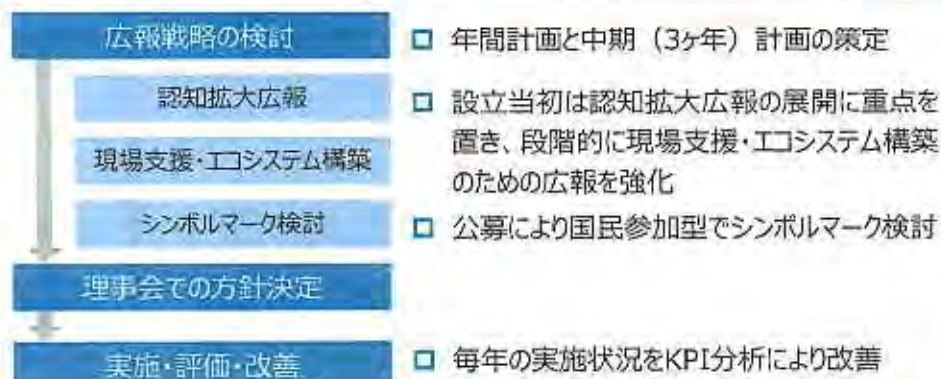 広報戦略の検討
□ 年間計画と中期（3ヶ年）計画の策定
認知拡大広報
□ 設立当初は認知拡大広報の展開に重点を
置き、段階的に現場支援・エコシステム構築
のための広報を強化
現場支援・エコシステム構築
シンボルマーク検討
□ 公募により国民参加型でシンボルマーク検討
理事会での方針決定
実施・評価・改善
□ 毎年の実施状況をKPI分析により改善